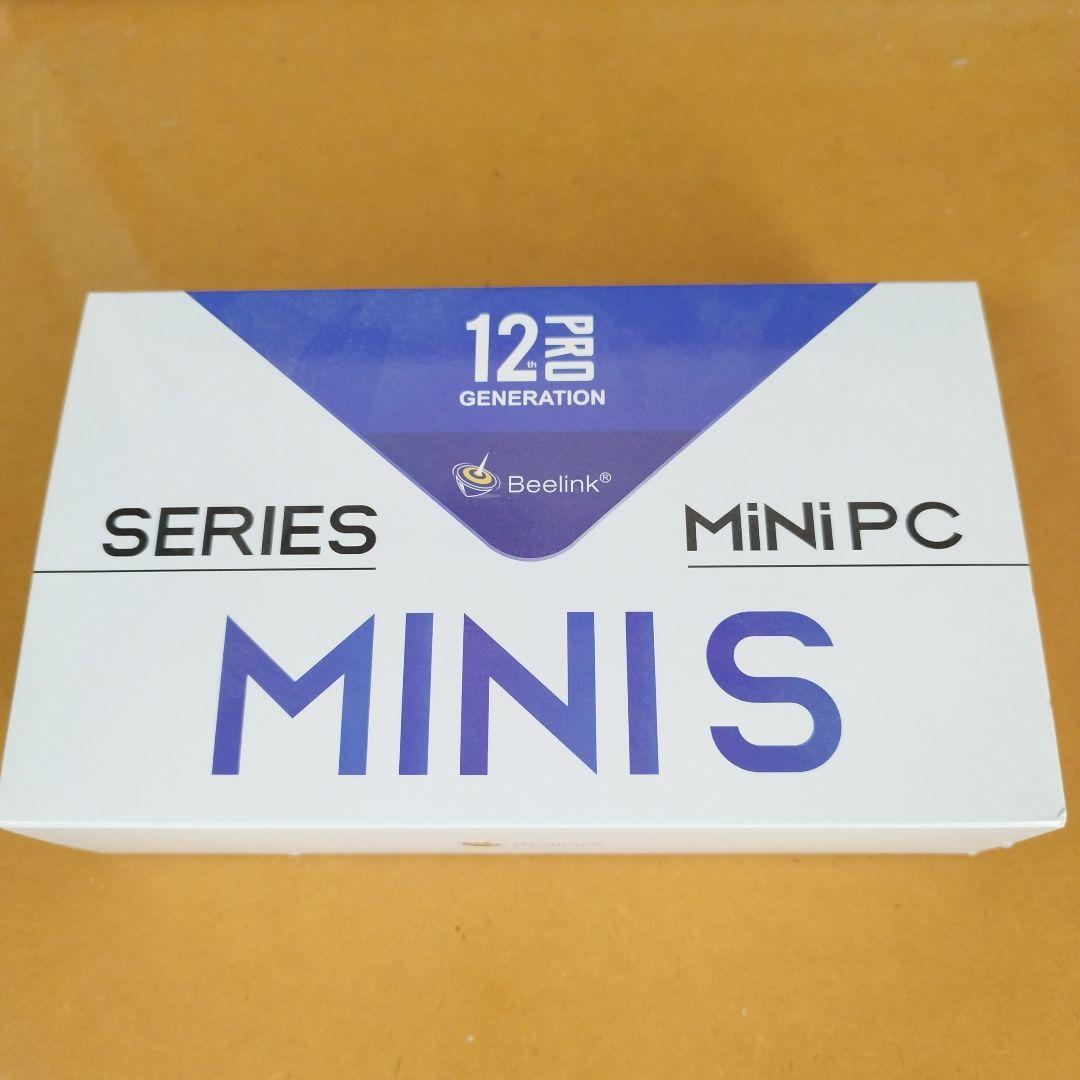 12th PRO
GENERATION
Beelink®
SERIES
MiNi PC
MINI S